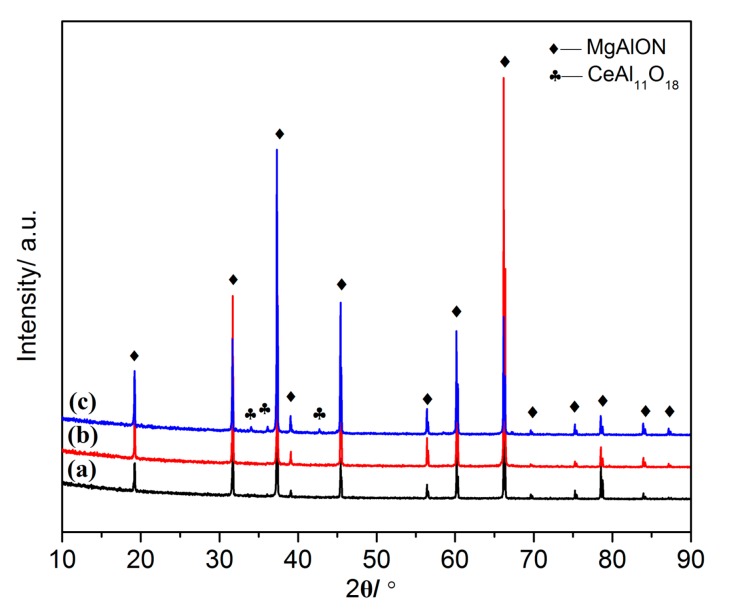 ♦— MgAlON
♣— CeAl₁₁O₁₈
Intensity/ a.u.
(c)
(b)
(a)
10 20 30 40 50 60 70 80 90
2θ/ °